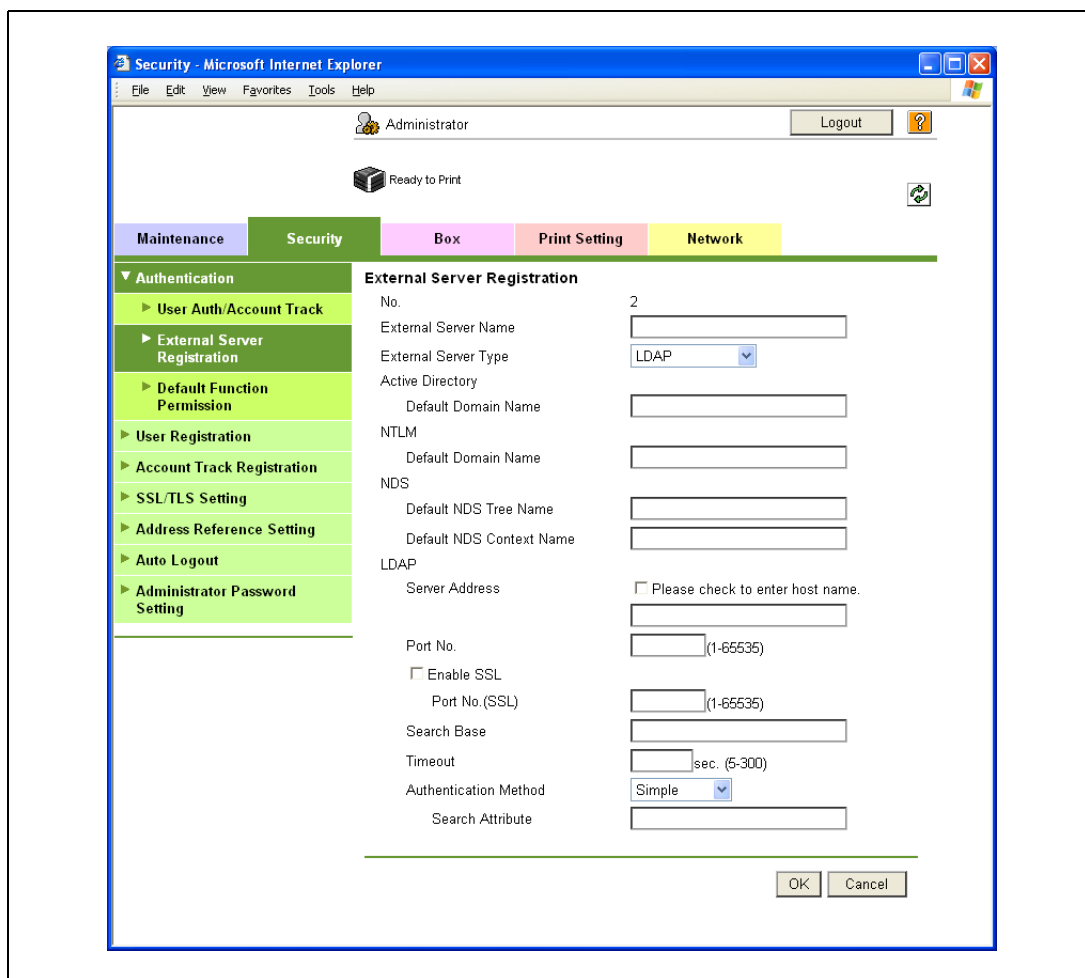 Security - Microsoft Internet Explorer
File Edit View Favorites Tools Help
Administrator
Logout
?
Ready to Print
Maintenance Security Box Print Setting Network
Authentication
User Auth/Account Track
External Server
Registration
Default Function
Permission
User Registration
Account Track Registration
SSL/TLS Setting
Address Reference Setting
Auto Logout
Administrator Password
Setting
External Server Registration
No. 2
External Server Name
External Server Type LDAP
Active Directory
Default Domain Name
NTLM
Default Domain Name
NDS
Default NDS Tree Name
Default NDS Context Name
LDAP
Server Address Please check to enter host name.
Port No. (1-65535)
Enable SSL
Port No.(SSL) (1-65535)
Search Base
Timeout sec. (5-300)
Authentication Method Simple
Search Attribute
OK Cancel